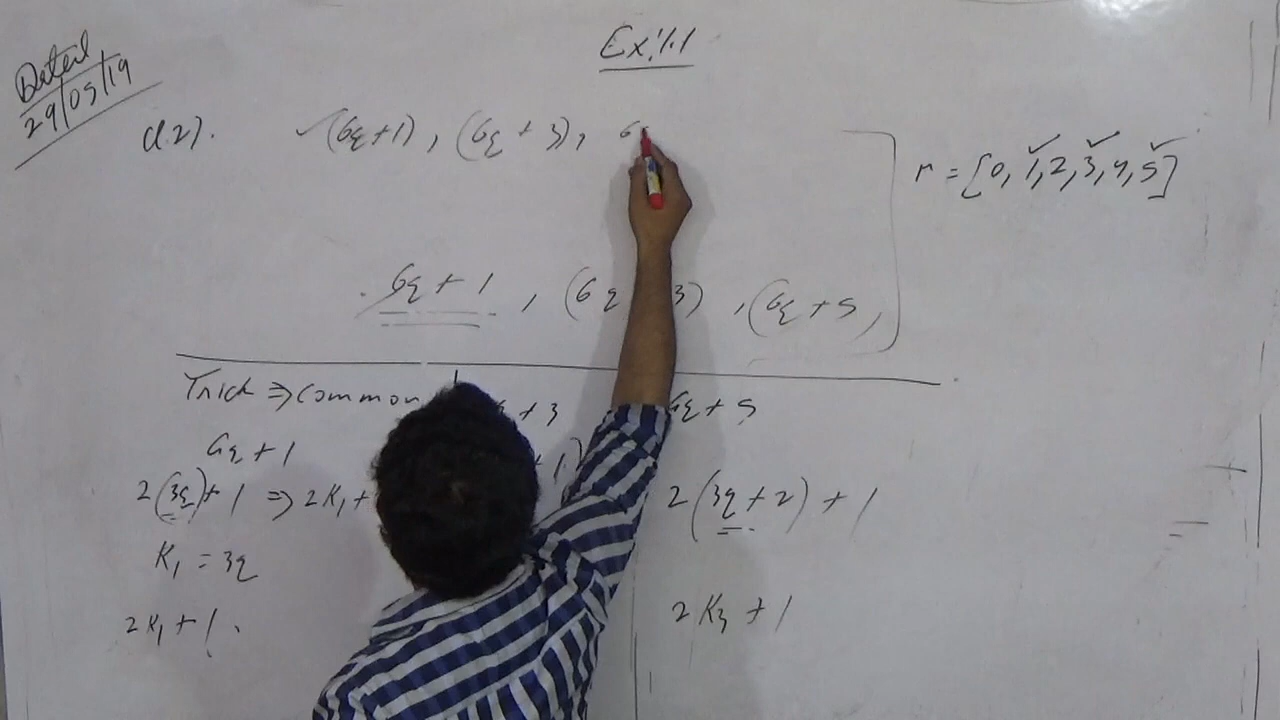 Ex:1.1
Dated
29/05/19
Q.2). (6q+1), (6q+3), 6
r = [0, 1, 2, 3, 4, 5]
6q+1, (6q 3), (6q+5,
Trick ⇒ common
6q+1
+3
6q+5
2(3q)+1 ⇒ 2K₁+
+1)
2(3q+2)+1
K₁ = 3q
2K₁+1.
2K₃+1